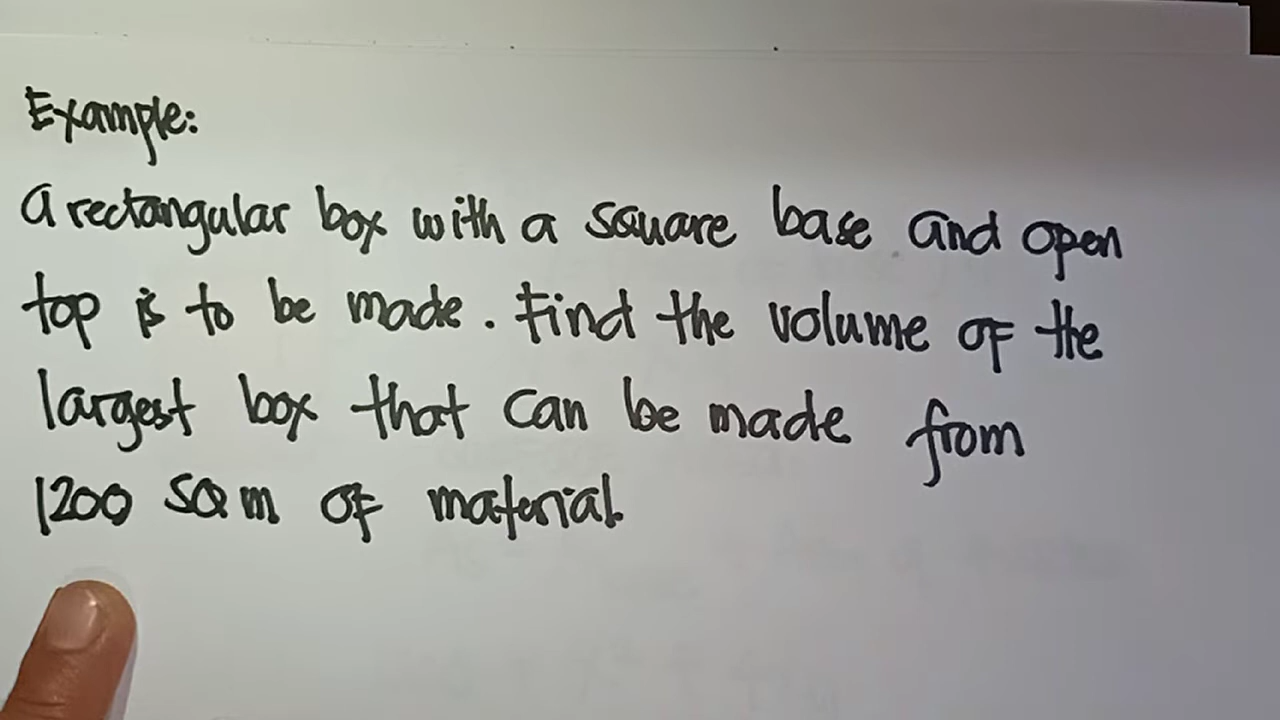 Example:
A rectangular box with a square base and open
top is to be made. Find the volume of the
largest box that can be made from
1200 sqm of material.